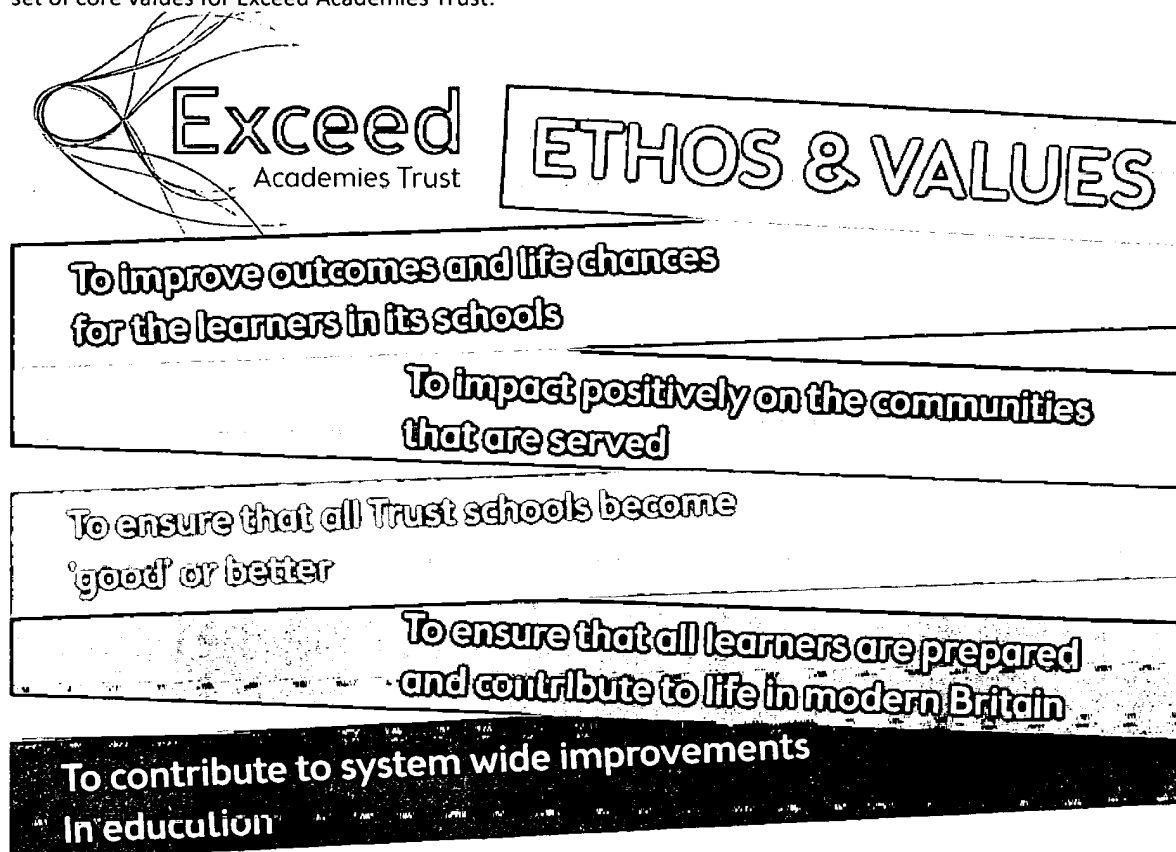 set of core values for Exceed Academies Trust.
Exceed
Academies Trust
ETHOS & VALUES
To improve outcomes and life chances
for the learners in its schools
To impact positively on the communities
that are served
To ensure that all Trust schools become
'good' or better
To ensure that all learners are prepared
and contribute to life in modern Britain
To contribute to system wide improvements
In education